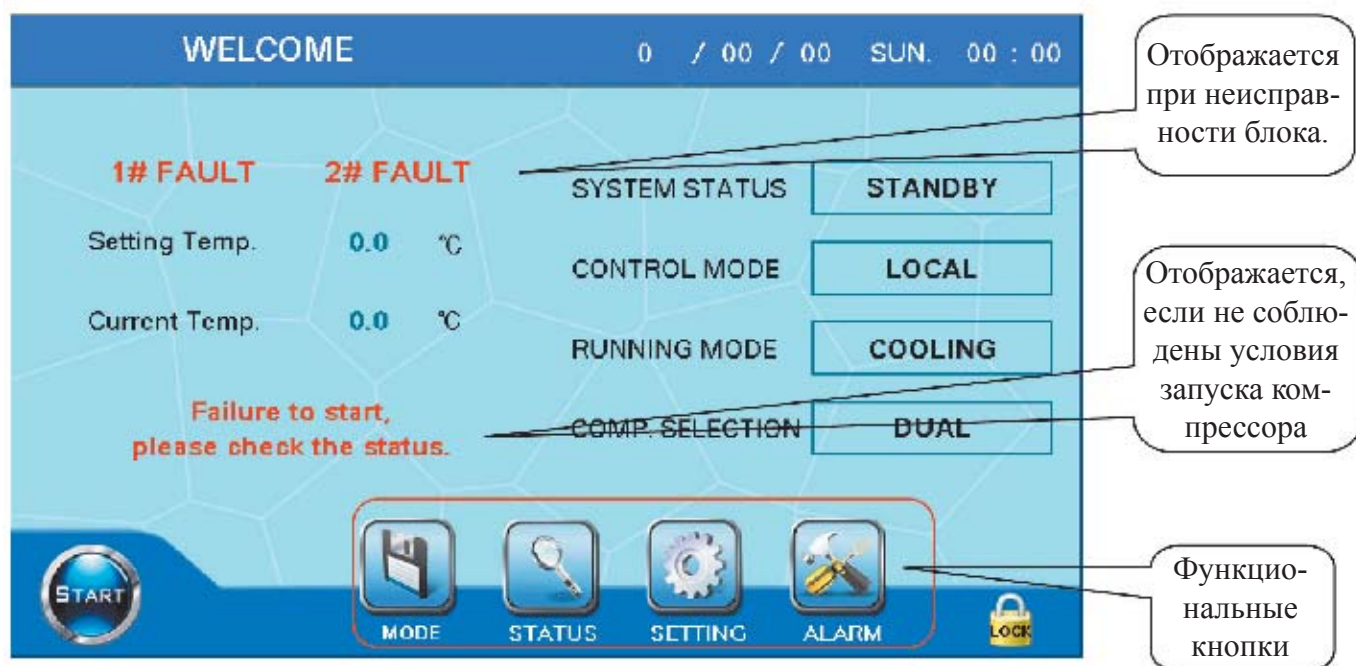 WELCOME 0 / 00 / 00 SUN. 00 : 00
1# FAULT 2# FAULT
Setting Temp. 0.0 °C
Current Temp. 0.0 °C
Failure to start,
please check the status.
SYSTEM STATUS STANDBY
CONTROL MODE LOCAL
RUNNING MODE COOLING
COMP. SELECTION DUAL
START
MODE STATUS SETTING ALARM
LOCK
Отображается
при неисправ-
ности блока.
Отображается,
если не соблю-
дены условия
запуска ком-
прессора
Функцио-
нальные
кнопки